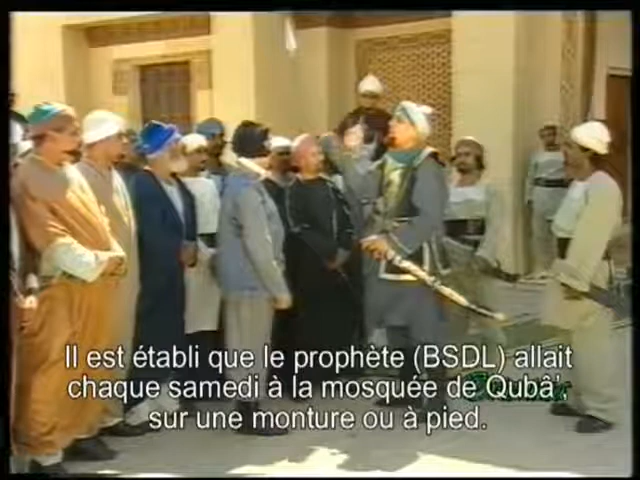 Il est établi que le prophète (BSDL) allait
chaque samedi à la mosquée de Qubâ',
sur une monture ou à pied.